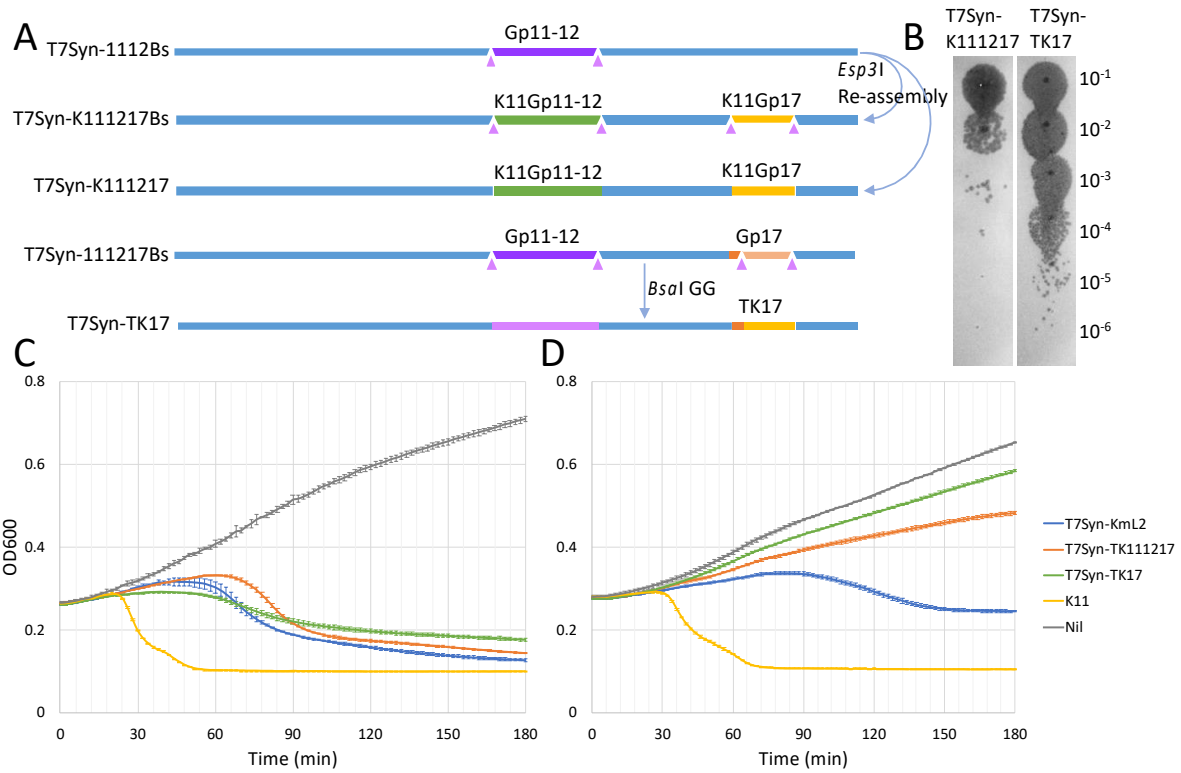 A
T7Syn-1112Bs
Gp11-12
Esp3I
Re-assembly
T7Syn-K111217Bs
K11Gp11-12
K11Gp17
T7Syn-K111217
K11Gp11-12
K11Gp17
T7Syn-111217Bs
Gp11-12
Gp17
BsaI GG
T7Syn-TK17
TK17
B
T7Syn-
K111217
T7Syn-
TK17
10⁻¹
10⁻²
10⁻³
10⁻⁴
10⁻⁵
10⁻⁶
C
OD600
0.8
0.6
0.4
0.2
0
0
30
60
90
120
150
180
Time (min)
D
0.8
0.6
0.4
0.2
0
0
30
60
90
120
150
180
Time (min)
T7Syn-KmL2
T7Syn-TK111217
T7Syn-TK17
K11
Nil